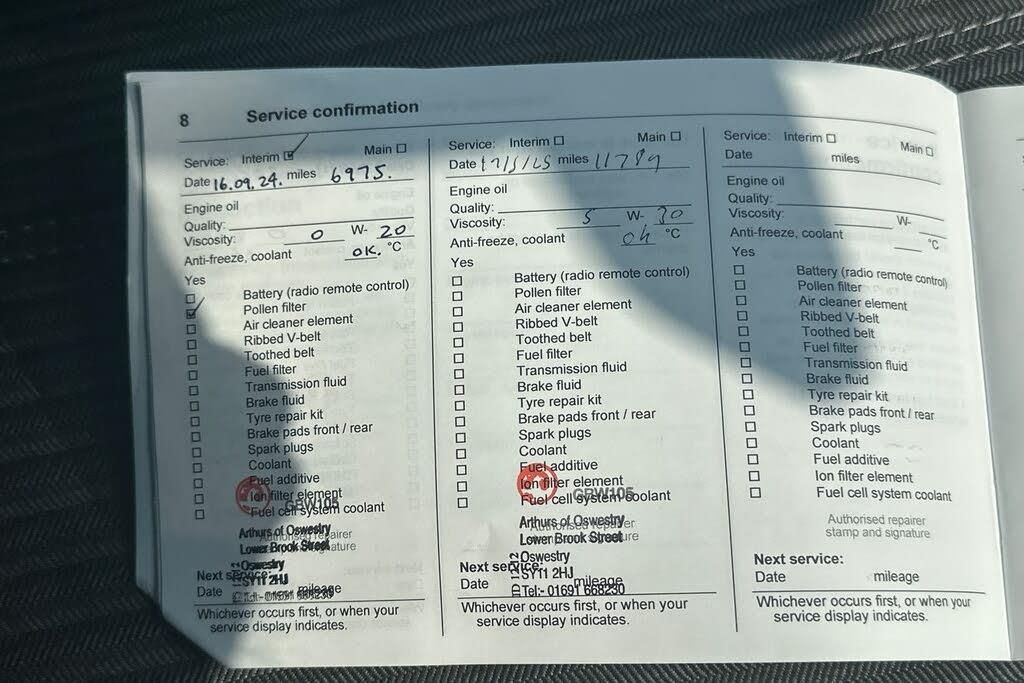 8 Service confirmation
Service: Interim ☑ Main ☐
Date 16.09.24. miles 6975.
Engine oil
Quality:
Viscosity: 0 W- 20
Anti-freeze, coolant OK. °C
Yes
☐ Battery (radio remote control)
☑ Pollen filter
☐ Air cleaner element
☐ Ribbed V-belt
☐ Toothed belt
☐ Fuel filter
☐ Transmission fluid
☐ Brake fluid
☐ Tyre repair kit
☐ Brake pads front / rear
☐ Spark plugs
☐ Coolant
☐ Fuel additive
☐ Ion filter element
☐ Fuel cell system coolant
GBW105
Arthurs of Oswestry
Authorised repairer
Lower Brook Street
signature
Oswestry
SY11 2HJ
Tel:- 01691 668230
Next service:
Date mileage
Whichever occurs first, or when your
service display indicates.
Service: Interim ☐ Main ☐
Date miles
Engine oil
Quality:
Viscosity: 5 W-
Anti-freeze, coolant °C
Yes
☐ Battery (radio remote control)
☐ Pollen filter
☐ Air cleaner element
☐ Ribbed V-belt
☐ Toothed belt
☐ Fuel filter
☐ Transmission fluid
☐ Brake fluid
☐ Tyre repair kit
☐ Brake pads front / rear
☐ Spark plugs
☐ Coolant
☐ Fuel additive
☐ Ion filter element
☐ Fuel cell system coolant
GBW105
Arthurs of Oswestry
Authorised repairer
Lower Brook Street
signature
Oswestry
SY11 2HJ
Tel:- 01691 668230
Next service:
Date mileage
Whichever occurs first, or when your
service display indicates.
Service: Interim ☐ Main ☐
Date miles
Engine oil
Quality:
Viscosity: W-
Anti-freeze, coolant °C
Yes
☐ Battery (radio remote control)
☐ Pollen filter
☐ Air cleaner element
☐ Ribbed V-belt
☐ Toothed belt
☐ Fuel filter
☐ Transmission fluid
☐ Brake fluid
☐ Tyre repair kit
☐ Brake pads front / rear
☐ Spark plugs
☐ Coolant
☐ Fuel additive
☐ Ion filter element
☐ Fuel cell system coolant
Authorised repairer
stamp and signature
Next service:
Date mileage
Whichever occurs first, or when your
service display indicates.